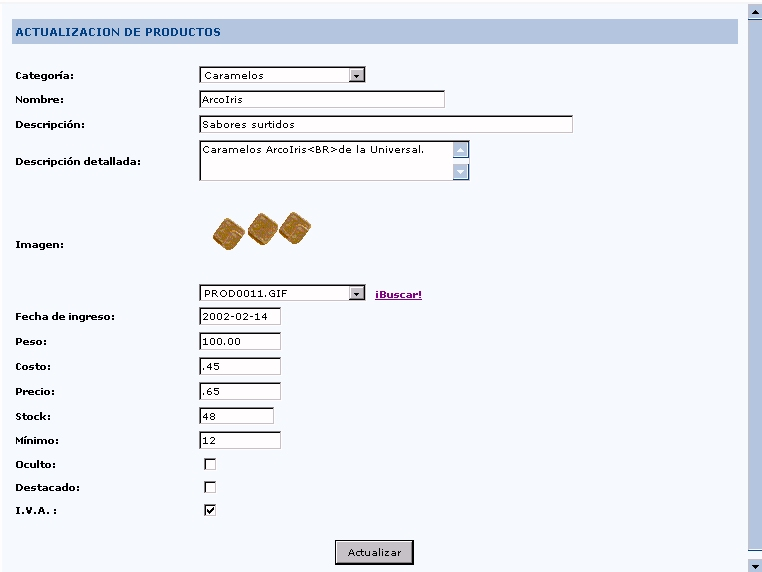 ACTUALIZACION DE PRODUCTOS
Categoría: Caramelos
Nombre: ArcoIris
Descripción: Sabores surtidos
Descripción detallada: Caramelos ArcoIris<BR>de la Universal.
Imagen:
PROD0011.GIF ¡Buscar!
Fecha de ingreso: 2002-02-14
Peso: 100.00
Costo: .45
Precio: .65
Stock: 48
Mínimo: 12
Oculto:
Destacado:
I.V.A. :
Actualizar